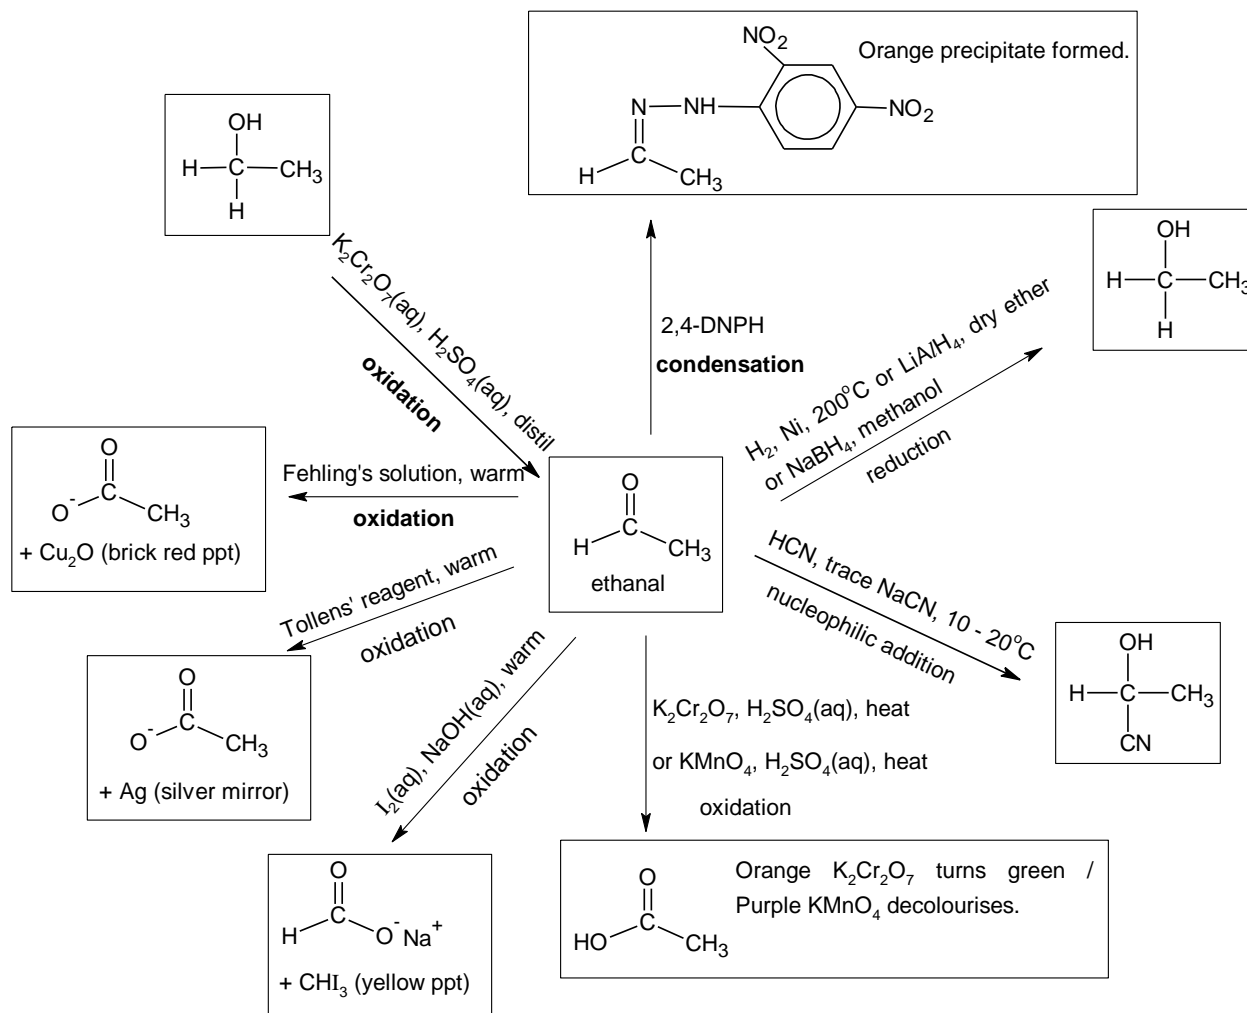 NO₂
Orange precipitate formed.
N NH
NO₂
C
H CH₃
OH
H C CH₃
H
K₂Cr₂O₇(aq), H₂SO₄(aq), distil
oxidation
2,4-DNPH
condensation
OH
H C CH₃
H
H₂, Ni, 200°C or LiA/H₄, dry ether
or NaBH₄, methanol
reduction
O
C
O⁻ CH₃
+ Cu₂O (brick red ppt)
Fehling's solution, warm
oxidation
O
C
H CH₃
ethanal
HCN, trace NaCN, 10 - 20°C
nucleophilic addition
OH
H C CH₃
CN
Tollens' reagent, warm
oxidation
O
C
O⁻ CH₃
+ Ag (silver mirror)
I₂(aq), NaOH(aq), warm
oxidation
K₂Cr₂O₇, H₂SO₄(aq), heat
or KMnO₄, H₂SO₄(aq), heat
oxidation
O
C
H O⁻ Na⁺
+ CHI₃ (yellow ppt)
O
C
HO CH₃
Orange K₂Cr₂O₇ turns green /
Purple KMnO₄ decolourises.